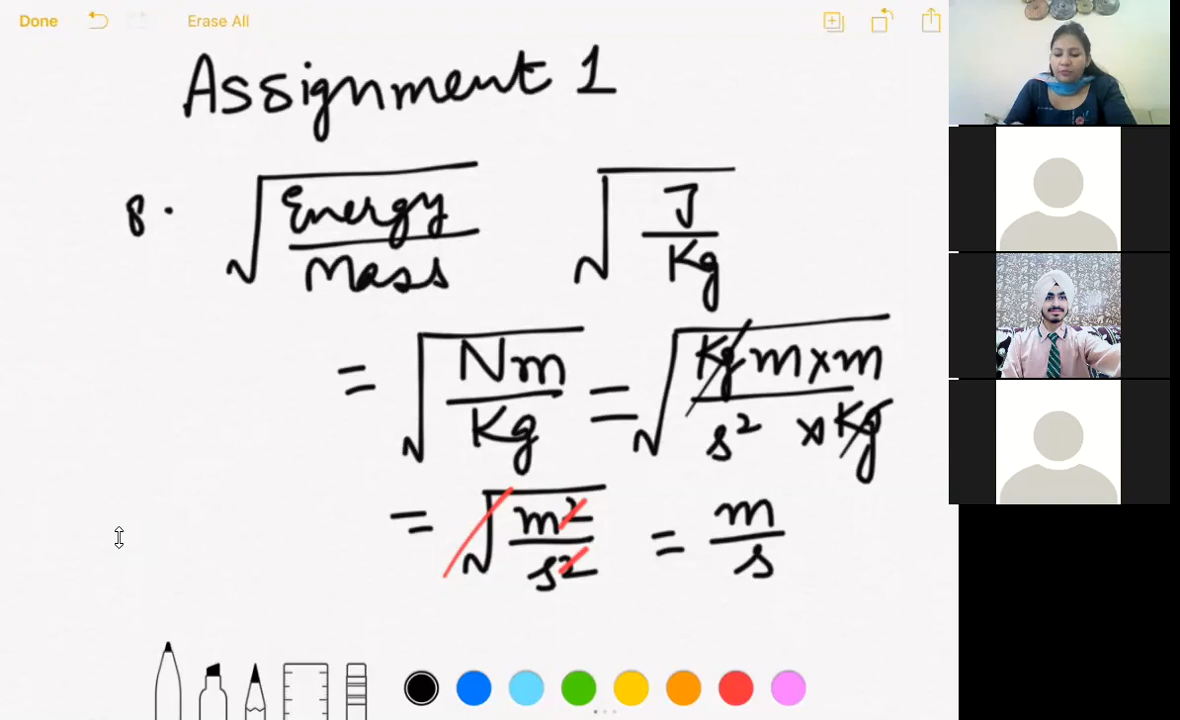 Done Erase All
Assignment 1
8. √(Energy/Mass) √(J/Kg)
= √(Nm/Kg) = √(Kg m x m/s² x Kg)
= √(m²/s²) = m/s